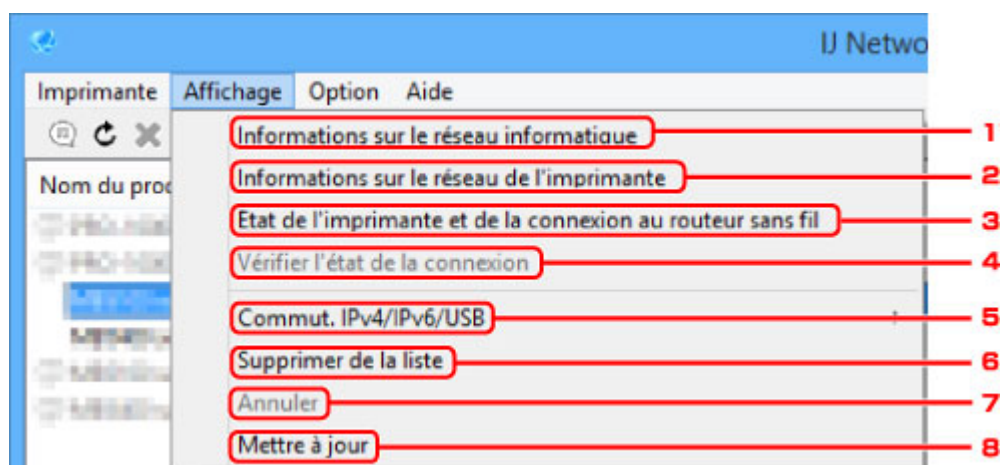 IJ Netwo
Imprimante Affichage Option Aide
Nom du prod
Informations sur le réseau informatique 1
Informations sur le réseau de l'imprimante 2
Etat de l'imprimante et de la connexion au routeur sans fil 3
Vérifier l'état de la connexion 4
Commut. IPv4/IPv6/USB 5
Supprimer de la liste 6
Annuler 7
Mettre à jour 8